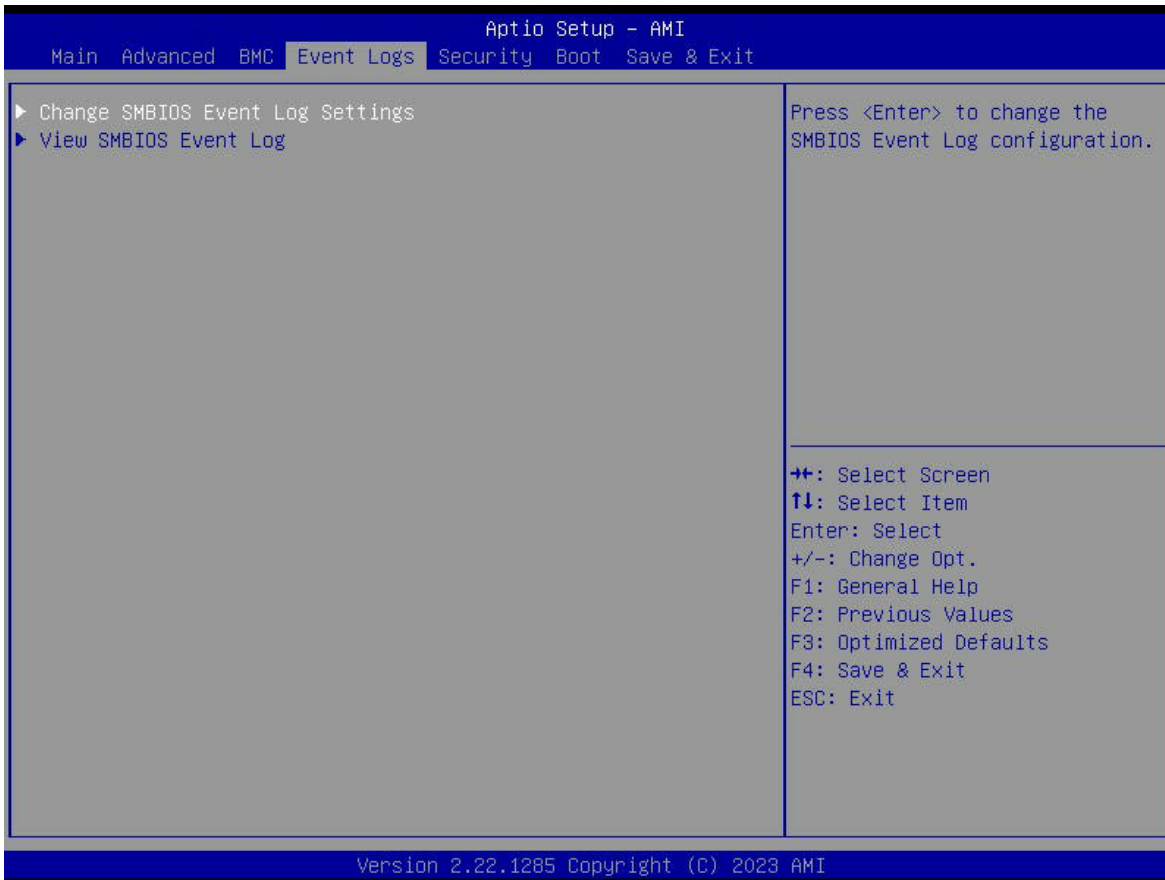 Aptio Setup – AMI
Main Advanced BMC Event Logs Security Boot Save & Exit
▶ Change SMBIOS Event Log Settings
▶ View SMBIOS Event Log
Press <Enter> to change the
SMBIOS Event Log configuration.
→←: Select Screen
↑↓: Select Item
Enter: Select
+/-: Change Opt.
F1: General Help
F2: Previous Values
F3: Optimized Defaults
F4: Save & Exit
ESC: Exit
Version 2.22.1285 Copyright (C) 2023 AMI